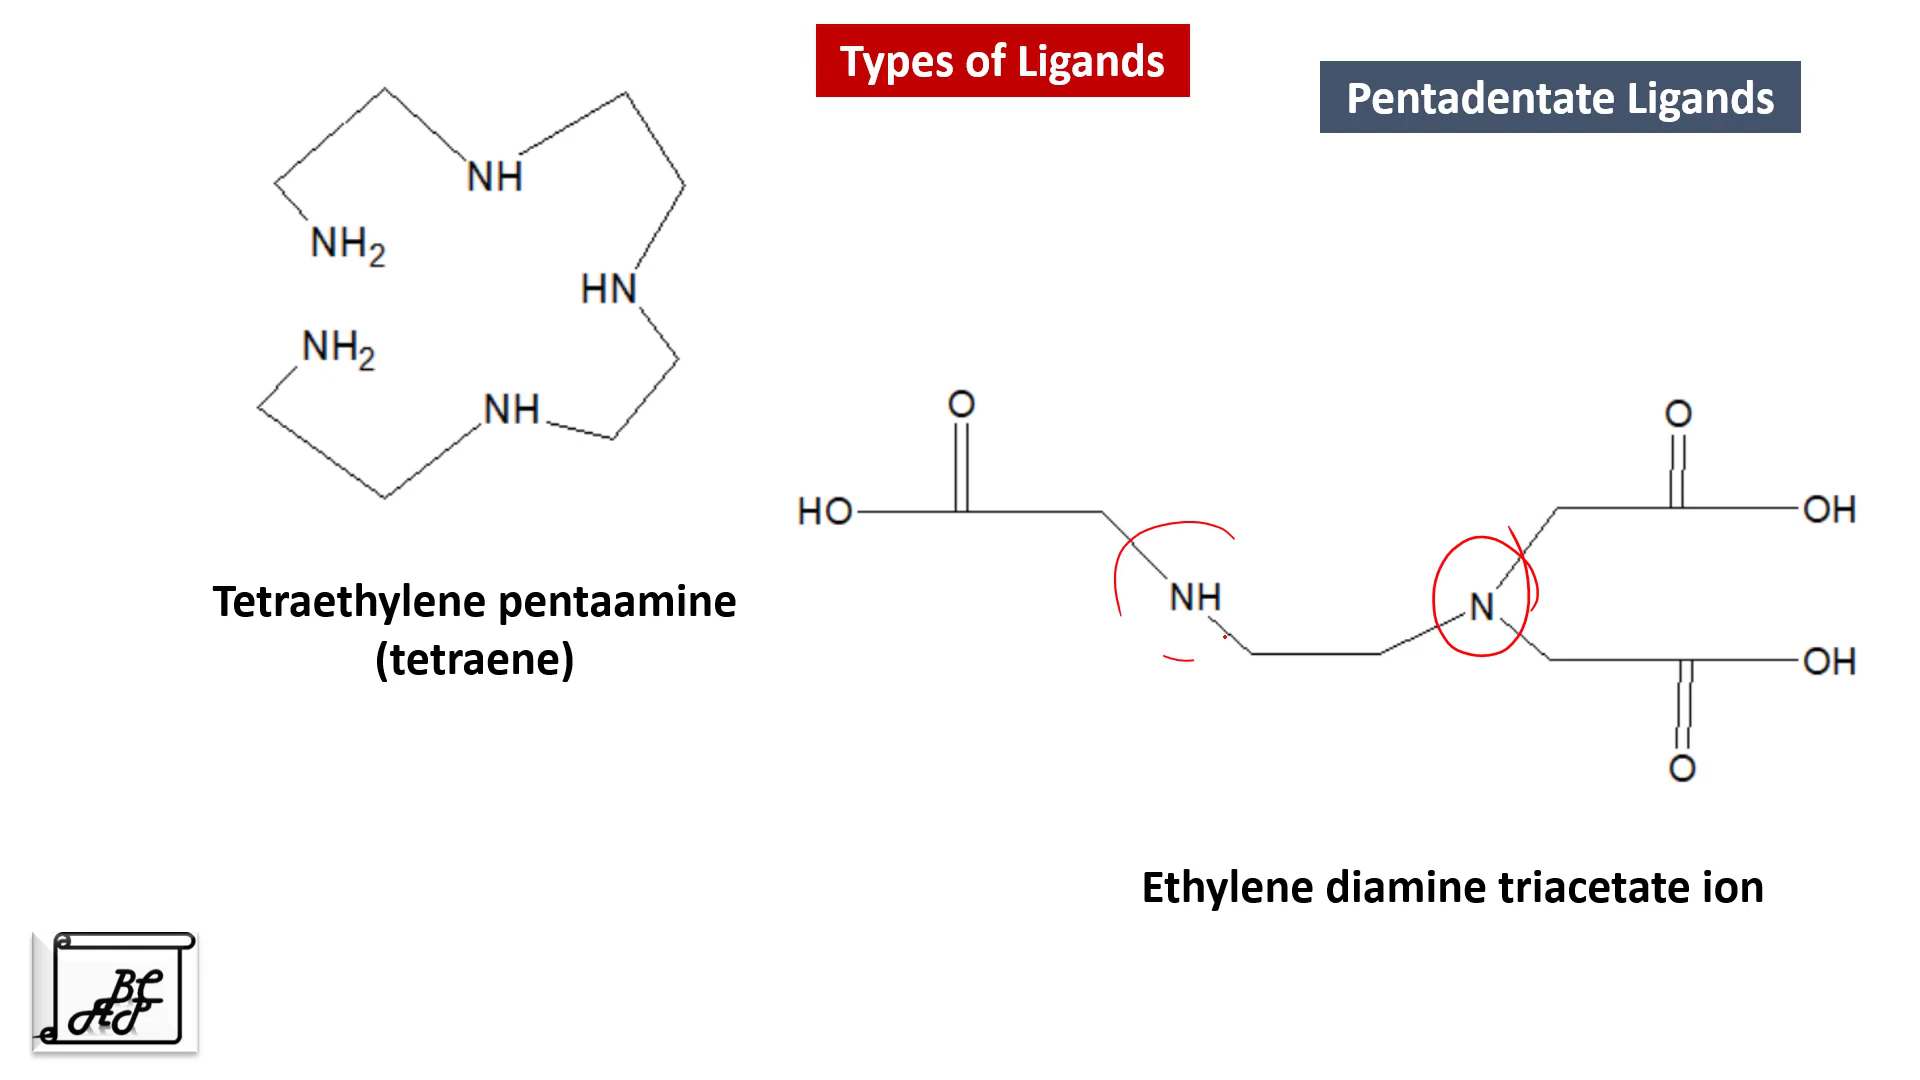 Types of Ligands
Pentadentate Ligands
NH
NH2
HN
NH2
NH
Tetraethylene pentaamine
(tetraene)
O
O
HO
OH
NH
N
OH
O
Ethylene diamine triacetate ion